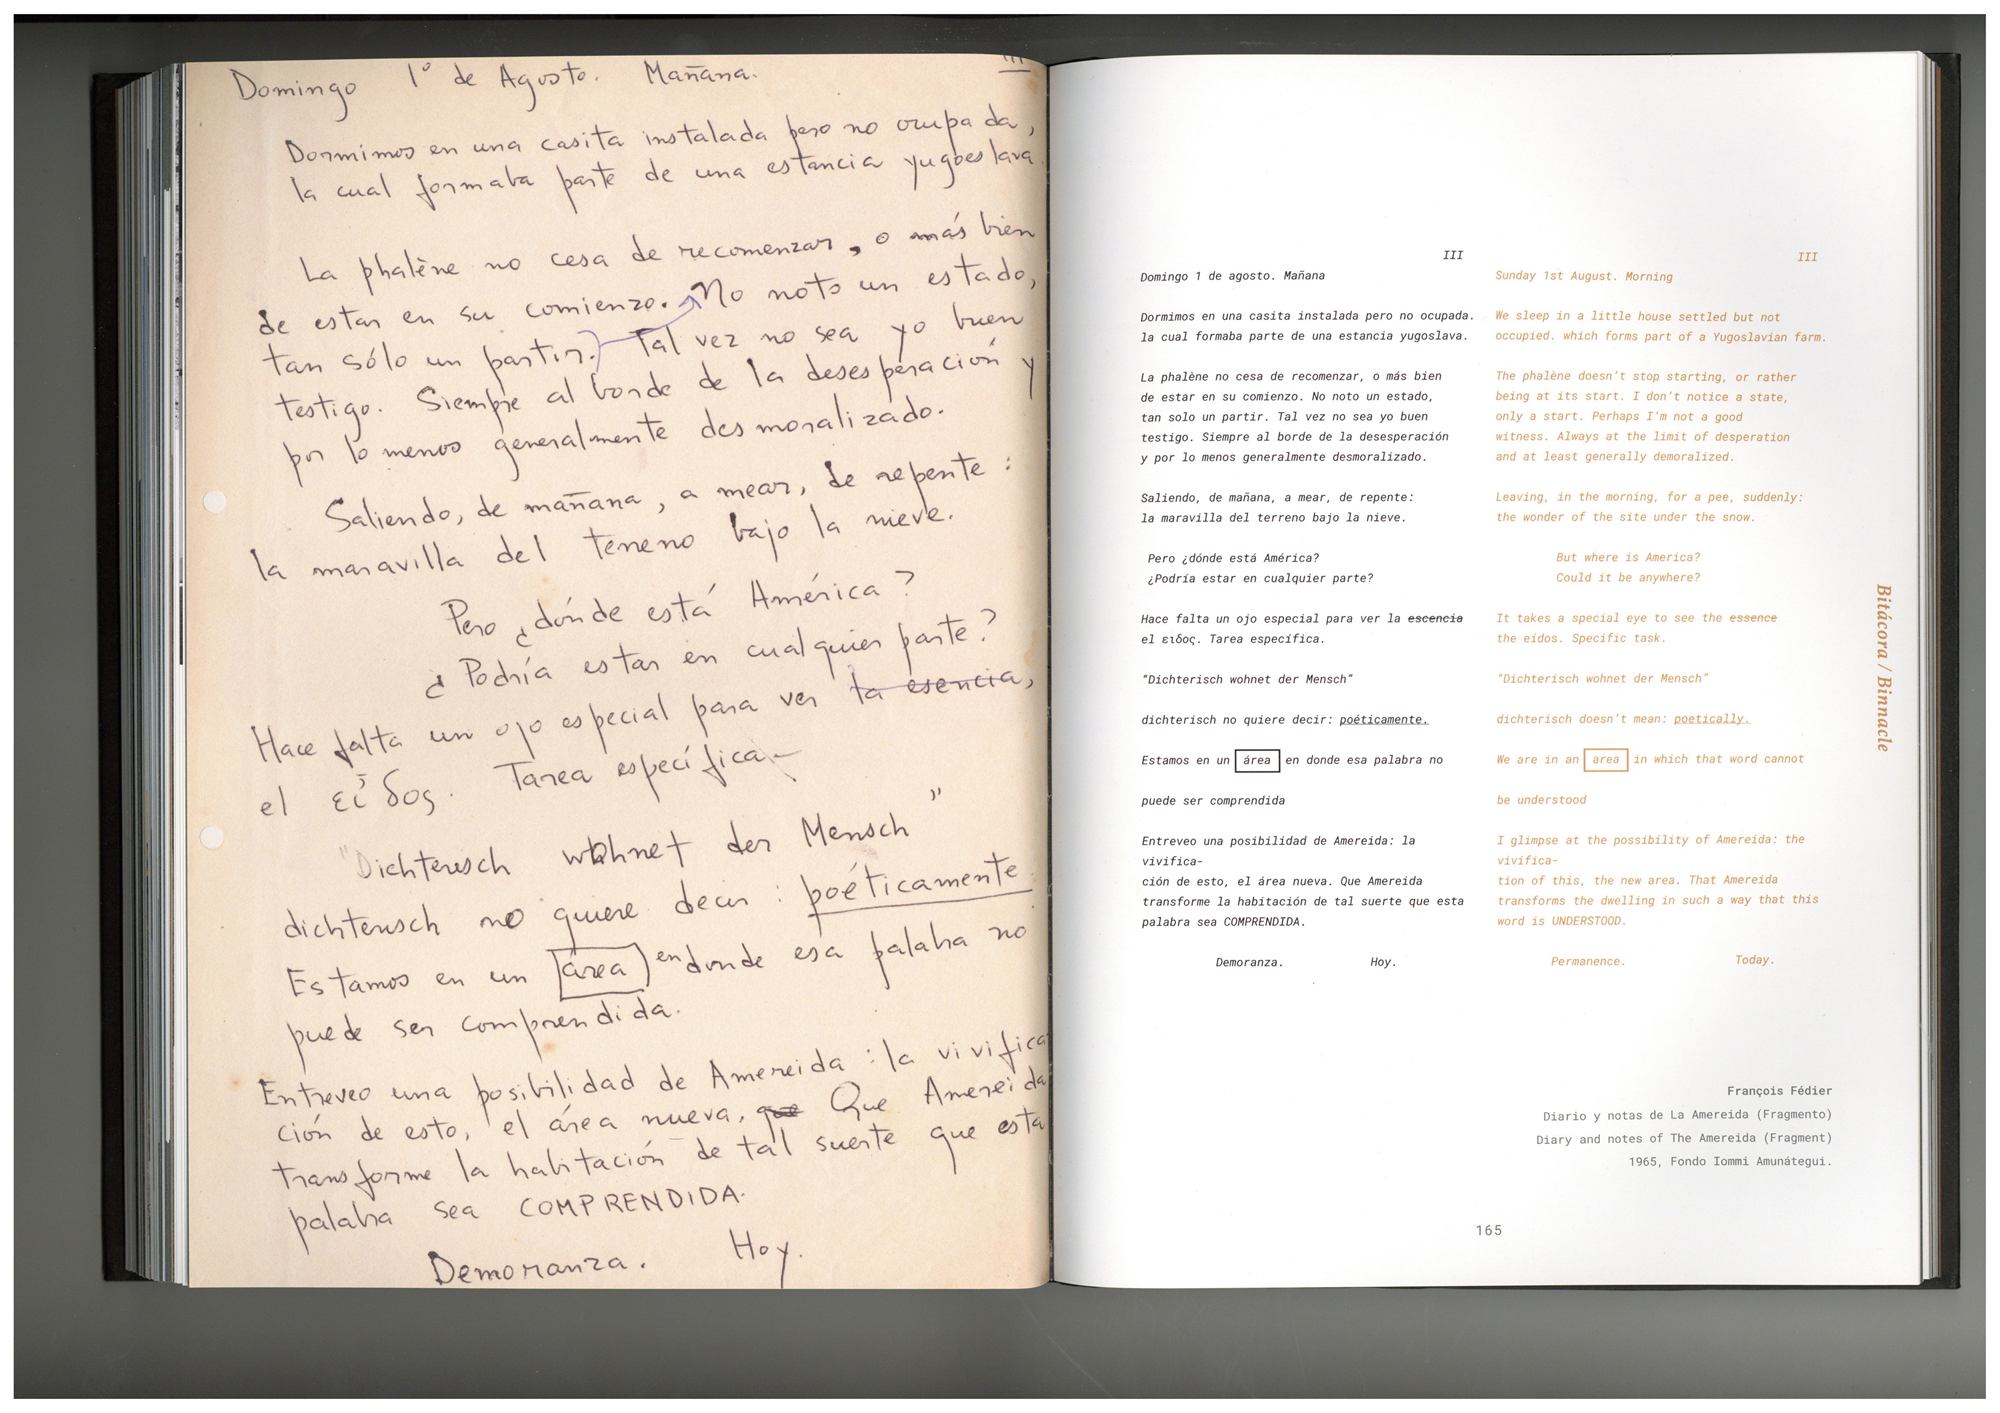 III
Domingo 1° de Agosto. Mañana.
Dormimos en una casita instalada pero no ocupada,
la cual formaba parte de una estancia yugoeslava.
La phalène no cesa de recomenzar, o más bien
de estar en su comienzo. No noto un estado,
tan sólo un partir. Tal vez no sea yo buen
testigo. Siempre al borde de la desesperación y
por lo menos generalmente desmoralizado.
Saliendo, de mañana, a mear, de repente :
la maravilla del terreno bajo la nieve.
Pero ¿dónde está América?
¿Podría estar en cualquier parte?
Hace falta un ojo especial para ver la esencia,
el εἶδος. Tarea específica—
"Dichterisch wohnet der Mensch"
dichterisch no quiere decir : poéticamente.
Estamos en un área en donde esa palabra no
puede ser comprendida.
Entreveo una posibilidad de Amereida : la vivifica
ción de esto, el área nueva. que Que Amereida
transforme la habitación de tal suerte que esta
palabra sea COMPRENDIDA.
Demoranza. Hoy.
III
Domingo 1 de agosto. Mañana
Dormimos en una casita instalada pero no ocupada.
la cual formaba parte de una estancia yugoslava.
La phalène no cesa de recomenzar, o más bien
de estar en su comienzo. No noto un estado,
tan solo un partir. Tal vez no sea yo buen
testigo. Siempre al borde de la desesperación
y por lo menos generalmente desmoralizado.
Saliendo, de mañana, a mear, de repente:
la maravilla del terreno bajo la nieve.
Pero ¿dónde está América?
¿Podría estar en cualquier parte?
Hace falta un ojo especial para ver la escencia
el ειδος. Tarea específica.
“Dichterisch wohnet der Mensch”
dichterisch no quiere decir: poéticamente.
Estamos en un área en donde esa palabra no
puede ser comprendida
Entreveo una posibilidad de Amereida: la
vivifica-
ción de esto, el área nueva. Que Amereida
transforme la habitación de tal suerte que esta
palabra sea COMPRENDIDA.
Demoranza. Hoy.
III
Sunday 1st August. Morning
We sleep in a little house settled but not
occupied. which forms part of a Yugoslavian farm.
The phalène doesn’t stop starting, or rather
being at its start. I don’t notice a state,
only a start. Perhaps I’m not a good
witness. Always at the limit of desperation
and at least generally demoralized.
Leaving, in the morning, for a pee, suddenly:
the wonder of the site under the snow.
But where is America?
Could it be anywhere?
It takes a special eye to see the essence
the eidos. Specific task.
“Dichterisch wohnet der Mensch”
dichterisch doesn’t mean: poetically.
We are in an area in which that word cannot
be understood
I glimpse at the possibility of Amereida: the
vivifica-
tion of this, the new area. That Amereida
transforms the dwelling in such a way that this
word is UNDERSTOOD.
Permanence. Today.
Bitácora / Binnacle
François Fédier
Diario y notas de La Amereida (Fragmento)
Diary and notes of The Amereida (Fragment)
1965, Fondo Iommi Amunátegui.
165